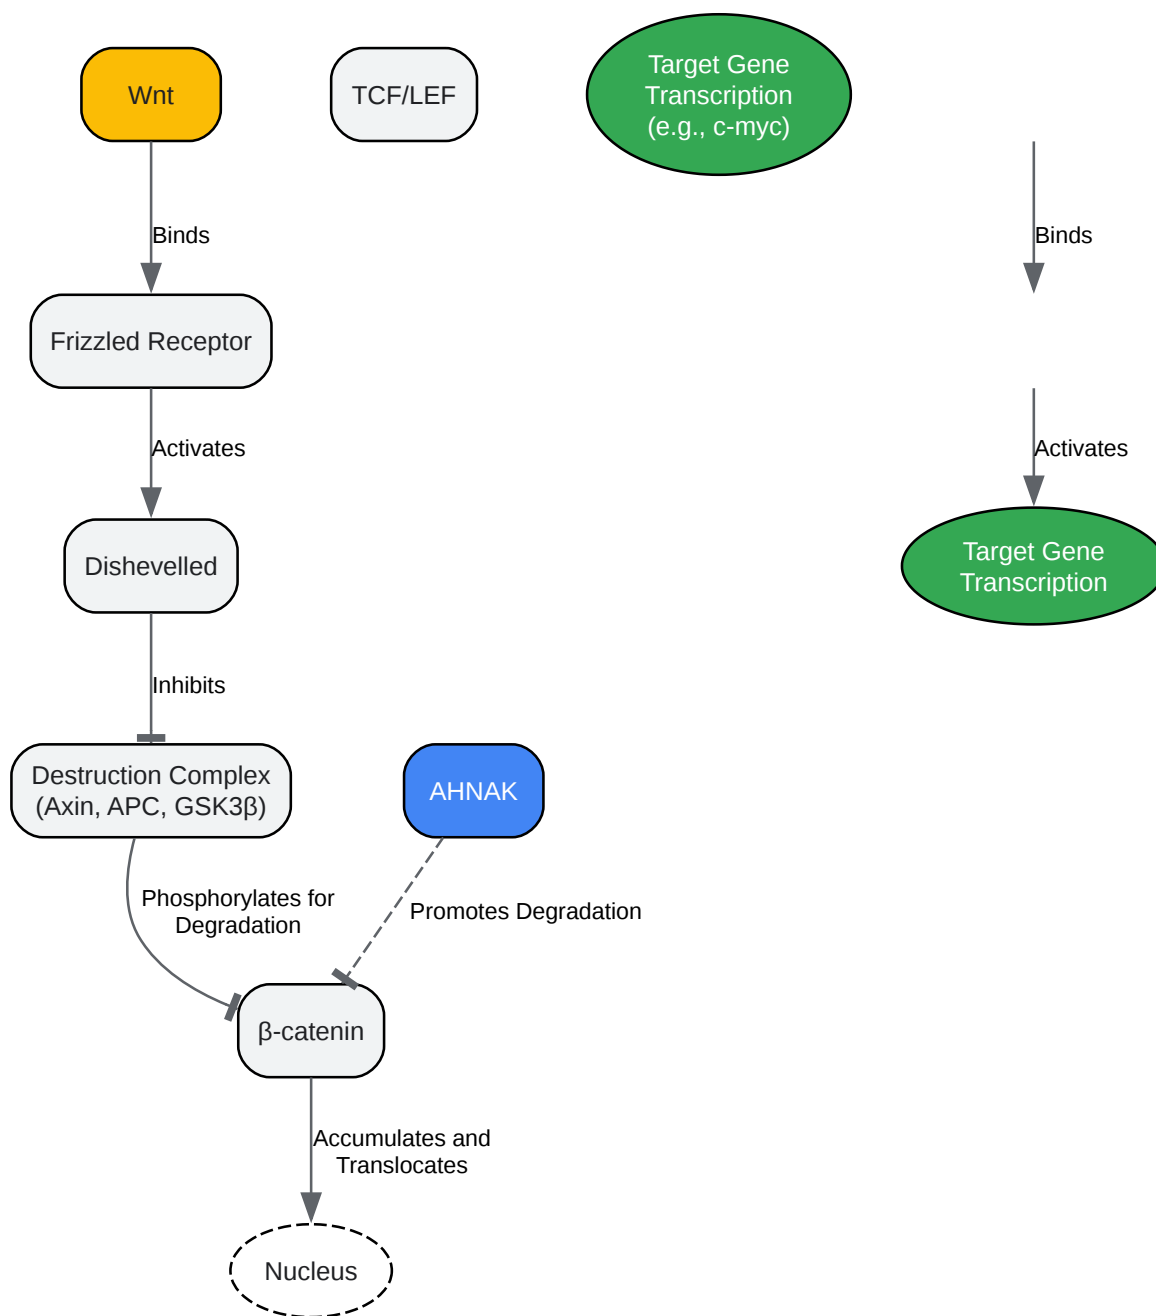 Wnt
TCF/LEF
Target Gene
Transcription
(e.g., c-myc)
Binds
Binds
Frizzled Receptor
Activates
Activates
Dishevelled
Target Gene
Transcription
Inhibits
Destruction Complex
(Axin, APC, GSK3β)
AHNAK
Phosphorylates for
Degradation
Promotes Degradation
β-catenin
Accumulates and
Translocates
Nucleus